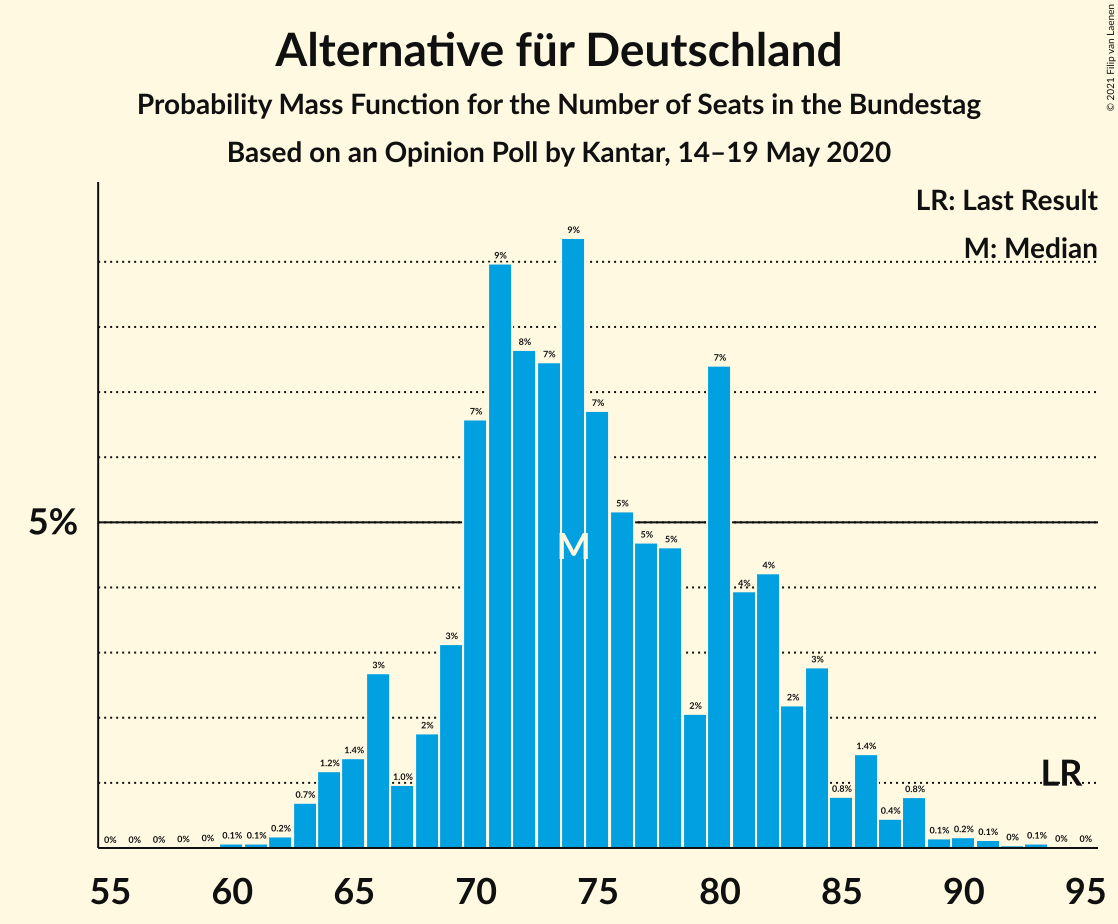 Alternative für Deutschland
Probability Mass Function for the Number of Seats in the Bundestag
Based on an Opinion Poll by Kantar, 14–19 May 2020
© 2021 Filip van Laenen
LR: Last Result
M: Median
5%
0% 0% 0% 0% 0% 0.1% 0.1% 0.2% 0.7% 1.2% 1.4% 3% 1.0% 2% 3% 7% 9% 8% 7% 9% 7% 5% 5% 5% 2% 7% 4% 4% 2% 3% 0.8% 1.4% 0.4% 0.8% 0.1% 0.2% 0.1% 0% 0.1% 0% 0%
M
LR
55 60 65 70 75 80 85 90 95